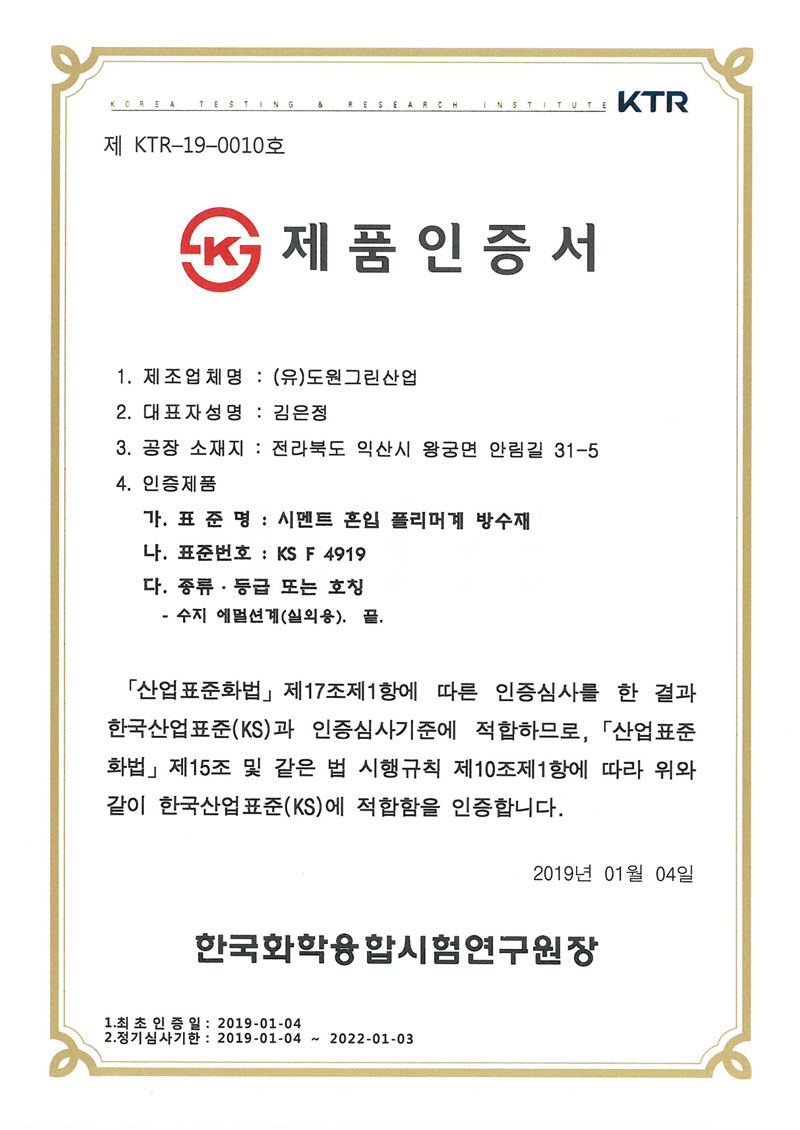 KOREA TESTING & RESEARCH INSTITUTE KTR
제 KTR-19-0010호
K 제품인증서
1. 제조업체명 : (유)도원그린산업
2. 대표자성명 : 김은정
3. 공장 소재지 : 전라북도 익산시 왕궁면 안림길 31-5
4. 인증제품
가. 표 준 명 : 시멘트 혼입 폴리머계 방수재
나. 표준번호 : KS F 4919
다. 종류 · 등급 또는 호칭
- 수지 에멀션계(실외용). 끝.
「산업표준화법」제17조제1항에 따른 인증심사를 한 결과
한국산업표준(KS)과 인증심사기준에 적합하므로,「산업표준
화법」제15조 및 같은 법 시행규칙 제10조제1항에 따라 위와
같이 한국산업표준(KS)에 적합함을 인증합니다.
2019년 01월 04일
한국화학융합시험연구원장
1.최초인증일 : 2019-01-04
2.정기심사기한 : 2019-01-04 ~ 2022-01-03